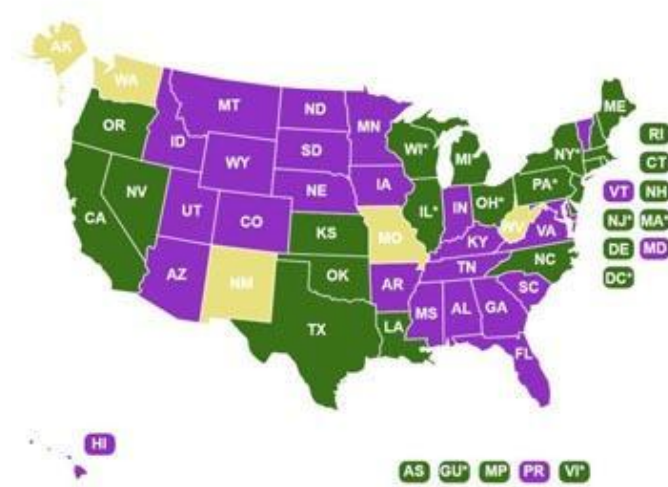 AK
WA
ME
MT
ND
OR
MN
RI
ID
WI*
NY*
SD
MI*
CT
WY
PA*
IA
VT
NH
NE
NV
OH*
IL*
IN
NJ*
MA*
UT
CO
WV
VA
CA
KS
MO
KY
DE
MD
NC
TN
AZ
OK
DC*
NM
AR
SC
MS
AL
GA
TX
LA
FL
HI
AS
GU*
MP
PR
VI*